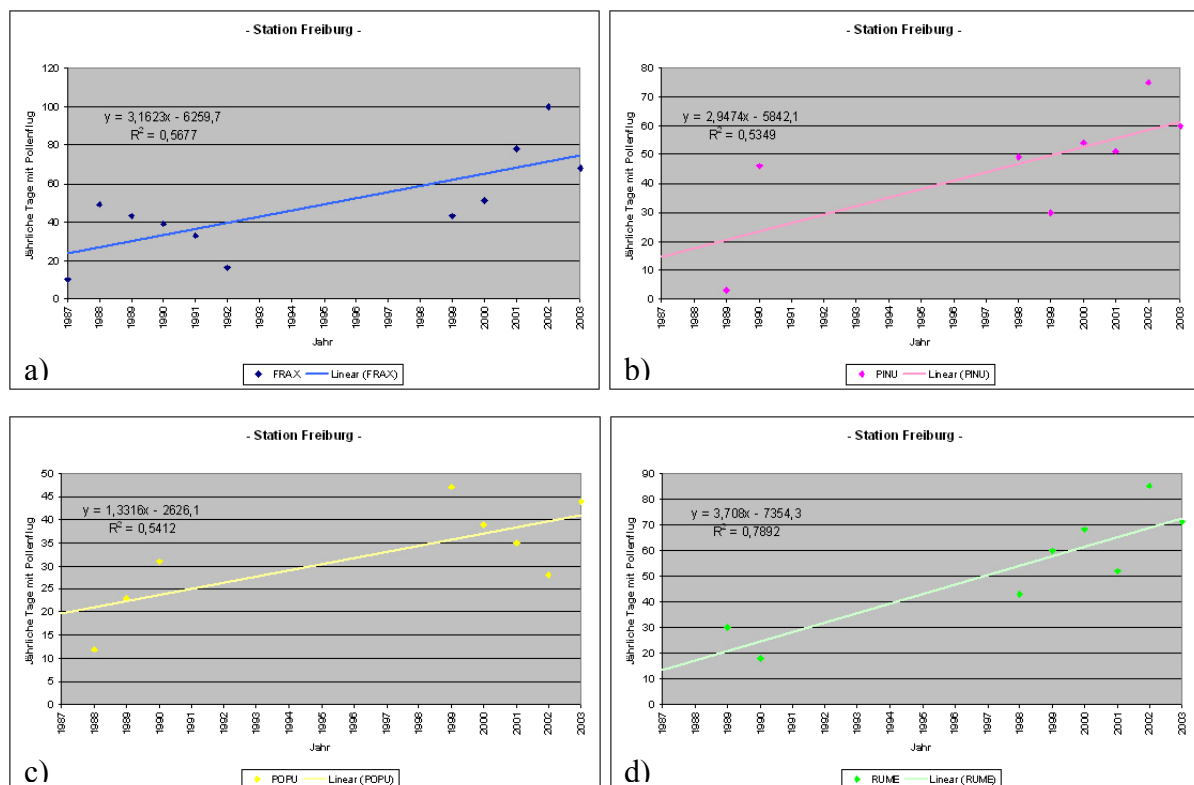 - Station Freiburg -
120
100
80
60
40
20
0
Jährliche Tage mit Pollenflug
y = 3,1623x - 6259,7
R² = 0,5677
1987 1988 1989 1990 1991 1992 1993 1994 1995 1996 1997 1998 1999 2000 2001 2002 2003
Jahr
FRAX Linear (FRAX)
a)
- Station Freiburg -
80
70
60
50
40
30
20
10
0
Jährliche Tage mit Pollenflug
y = 2,9474x - 5842,1
R² = 0,5349
1987 1988 1989 1990 1991 1992 1993 1994 1995 1996 1997 1998 1999 2000 2001 2002 2003
Jahr
PINU Linear (PINU)
b)
- Station Freiburg -
50
45
40
35
30
25
20
15
10
5
0
Jährliche Tage mit Pollenflug
y = 1,3316x - 2626,1
R² = 0,5412
1987 1988 1989 1990 1991 1992 1993 1994 1995 1996 1997 1998 1999 2000 2001 2002 2003
Jahr
POPU Linear (POPU)
c)
- Station Freiburg -
90
80
70
60
50
40
30
20
10
0
Jährliche Tage mit Pollenflug
y = 3,708x - 7354,3
R² = 0,7892
1987 1988 1989 1990 1991 1992 1993 1994 1995 1996 1997 1998 1999 2000 2001 2002 2003
Jahr
RUME Linear (RUME)
d)